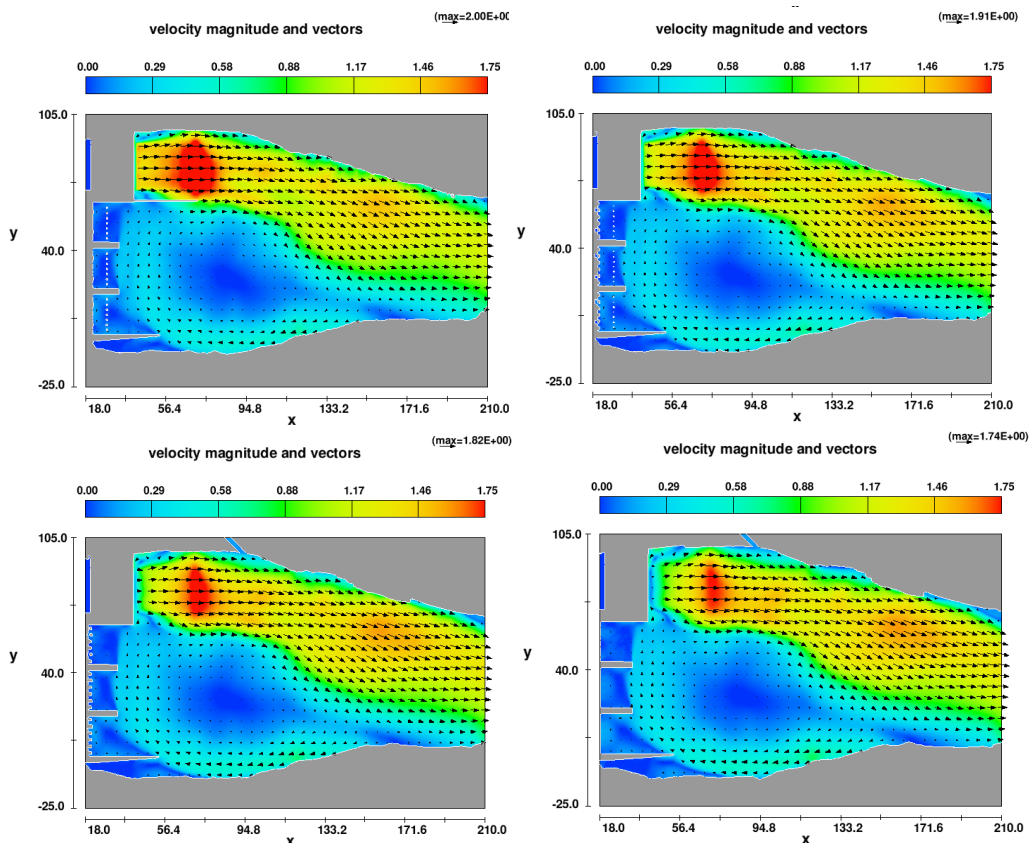 (max=2.00E+00
velocity magnitude and vectors
0.00 0.29 0.58 0.88 1.17 1.46 1.75
105.0
y
40.0
-25.0
18.0 56.4 94.8 133.2 171.6 210.0
x
(max=1.91E+00)
velocity magnitude and vectors
0.00 0.29 0.58 0.88 1.17 1.46 1.75
105.0
y
40.0
-25.0
18.0 56.4 94.8 133.2 171.6 210.0
x
(max=1.82E+00)
velocity magnitude and vectors
0.00 0.29 0.58 0.88 1.17 1.46 1.75
105.0
y
40.0
-25.0
18.0 56.4 94.8 133.2 171.6 210.0
x
(max=1.74E+00)
velocity magnitude and vectors
0.00 0.29 0.58 0.88 1.17 1.46 1.75
105.0
y
40.0
-25.0
18.0 56.4 94.8 133.2 171.6 210.0
x